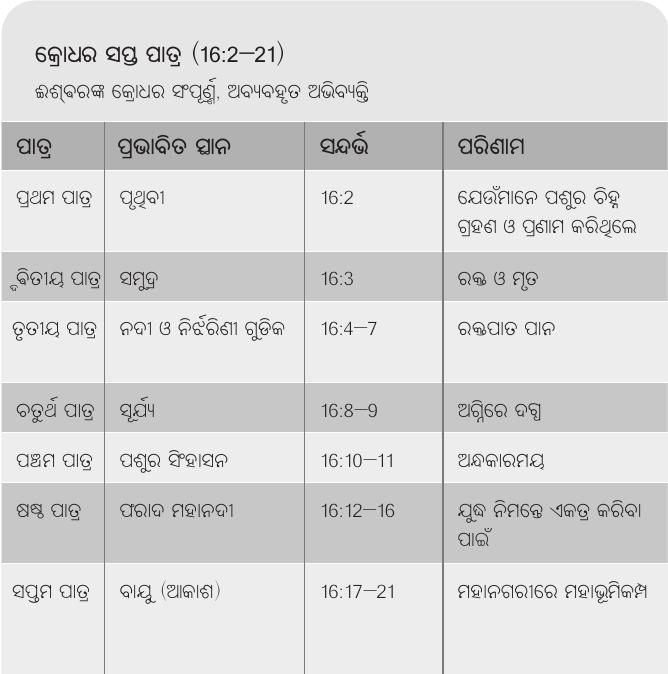 କ୍ରୋଧର ସପ୍ତ ପାତ୍ର (16:2–21)
ଈଶ୍ଵରଙ୍କ କ୍ରୋଧର ସଂପୂର୍ଣ୍ଣ, ଅବ୍ୟବହୃତ ଅଭିବ୍ୟକ୍ତି
ପାତ୍ର ପ୍ରଭାବିତ ସ୍ଥାନ ସନ୍ଦର୍ଭ ପରିଣାମ
ପ୍ରଥମ ପାତ୍ର ପୃଥିବୀ 16:2 ଯେଉଁମାନେ ପଶୁର ଚିହ୍ନ
ଗ୍ରହଣ ଓ ପ୍ରଣାମ କରିଥିଲେ
ଦ୍ଵିତୀୟ ପାତ୍ର ସମୁଦ୍ର 16:3 ରକ୍ତ ଓ ମୃତ
ତୃତୀୟ ପାତ୍ର ନଦୀ ଓ ନିର୍ଝରିଣୀ ଗୁଡିକ 16:4–7 ରକ୍ତପାତ ପାନ
ଚତୁର୍ଥ ପାତ୍ର ସୂର୍ଯ୍ୟ 16:8–9 ଅଗ୍ନିରେ ଦଗ୍ଧ
ପଞ୍ଚମ ପାତ୍ର ପଶୁର ସିଂହାସନ 16:10–11 ଅନ୍ଧକାରମୟ
ଷଷ୍ଠ ପାତ୍ର ଫରାଦ ମହାନଦୀ 16:12–16 ଯୁଦ୍ଧ ନିମନ୍ତେ ଏକତ୍ର କରିବା
ପାଇଁ
ସପ୍ତମ ପାତ୍ର ବାୟୁ (ଆକାଶ) 16:17–21 ମହାନଗରୀରେ ମହାଭୂମିକମ୍ପ